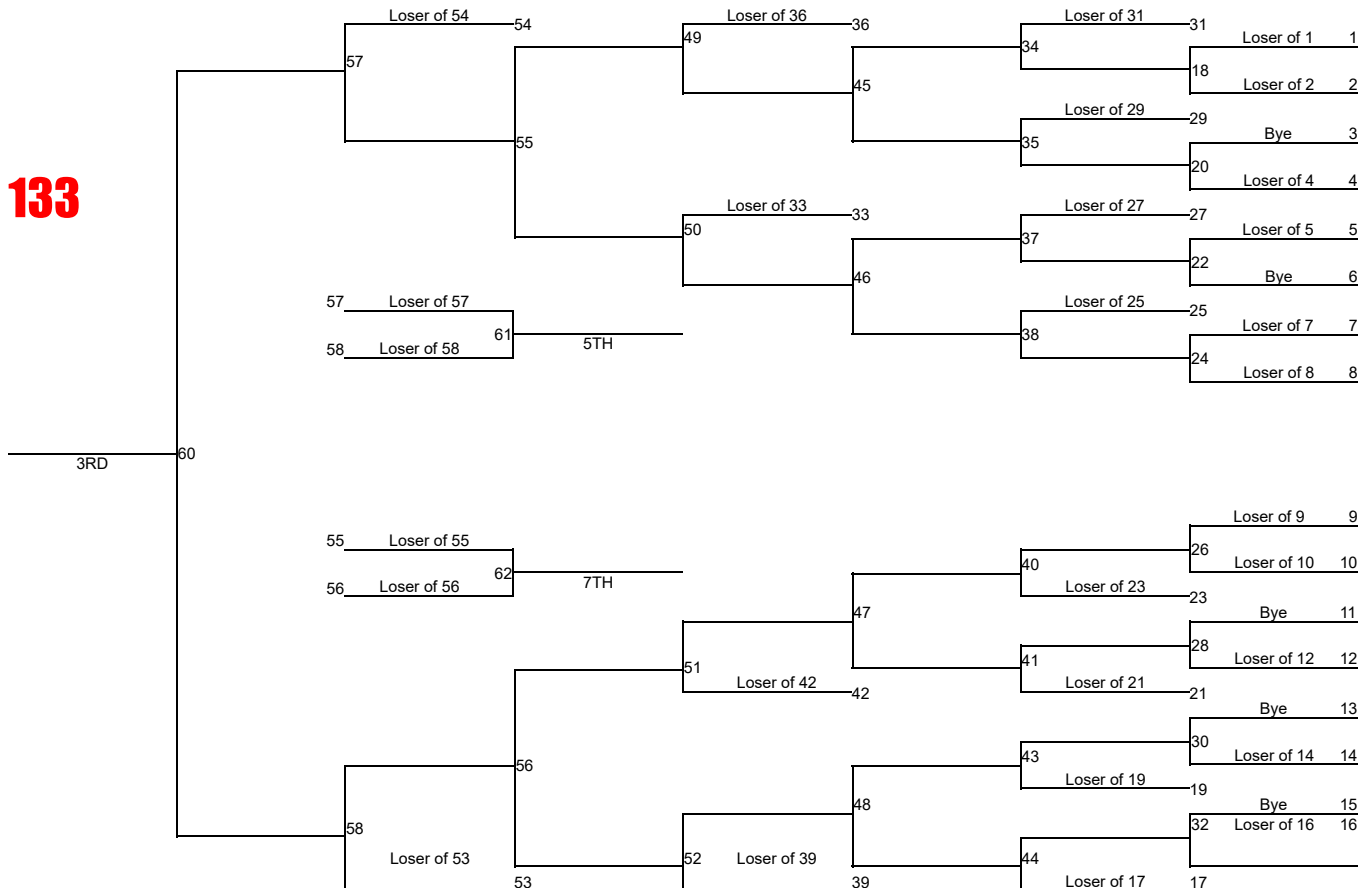 Loser of 54 54 Loser of 36 36 Loser of 31 31
49 34 Loser of 1 1
57 18
45 Loser of 2 2
Loser of 29 29
55 35 Bye 3
20
133 Loser of 4 4
Loser of 33 33 Loser of 27 27
50 37 Loser of 5 5
22
46 Bye 6
57 Loser of 57 Loser of 25 25
61 5TH 38 Loser of 7 7
58 Loser of 58 24
Loser of 8 8
60
3RD
Loser of 9 9
55 Loser of 55 26
62 7TH 40 Loser of 10 10
56 Loser of 56 Loser of 23 23
47 Bye 11
28
51 41 Loser of 12 12
Loser of 42 42 Loser of 21 21
Bye 13
30
56 43 Loser of 14 14
Loser of 19 19
48 Bye 15
58 32 Loser of 16 16
Loser of 53 52 Loser of 39 44
53 39 Loser of 17 17